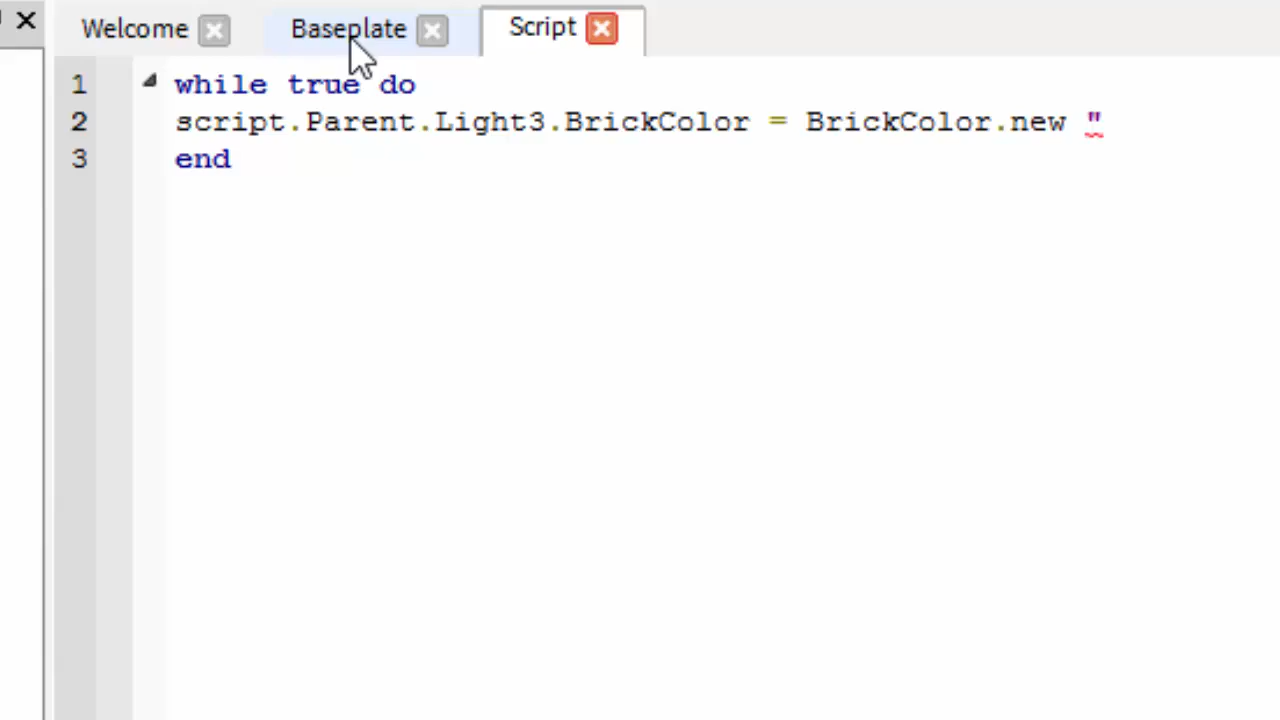 Welcome Baseplate Script
1 while true do
2 script.Parent.Light3.BrickColor = BrickColor.new "
3 end